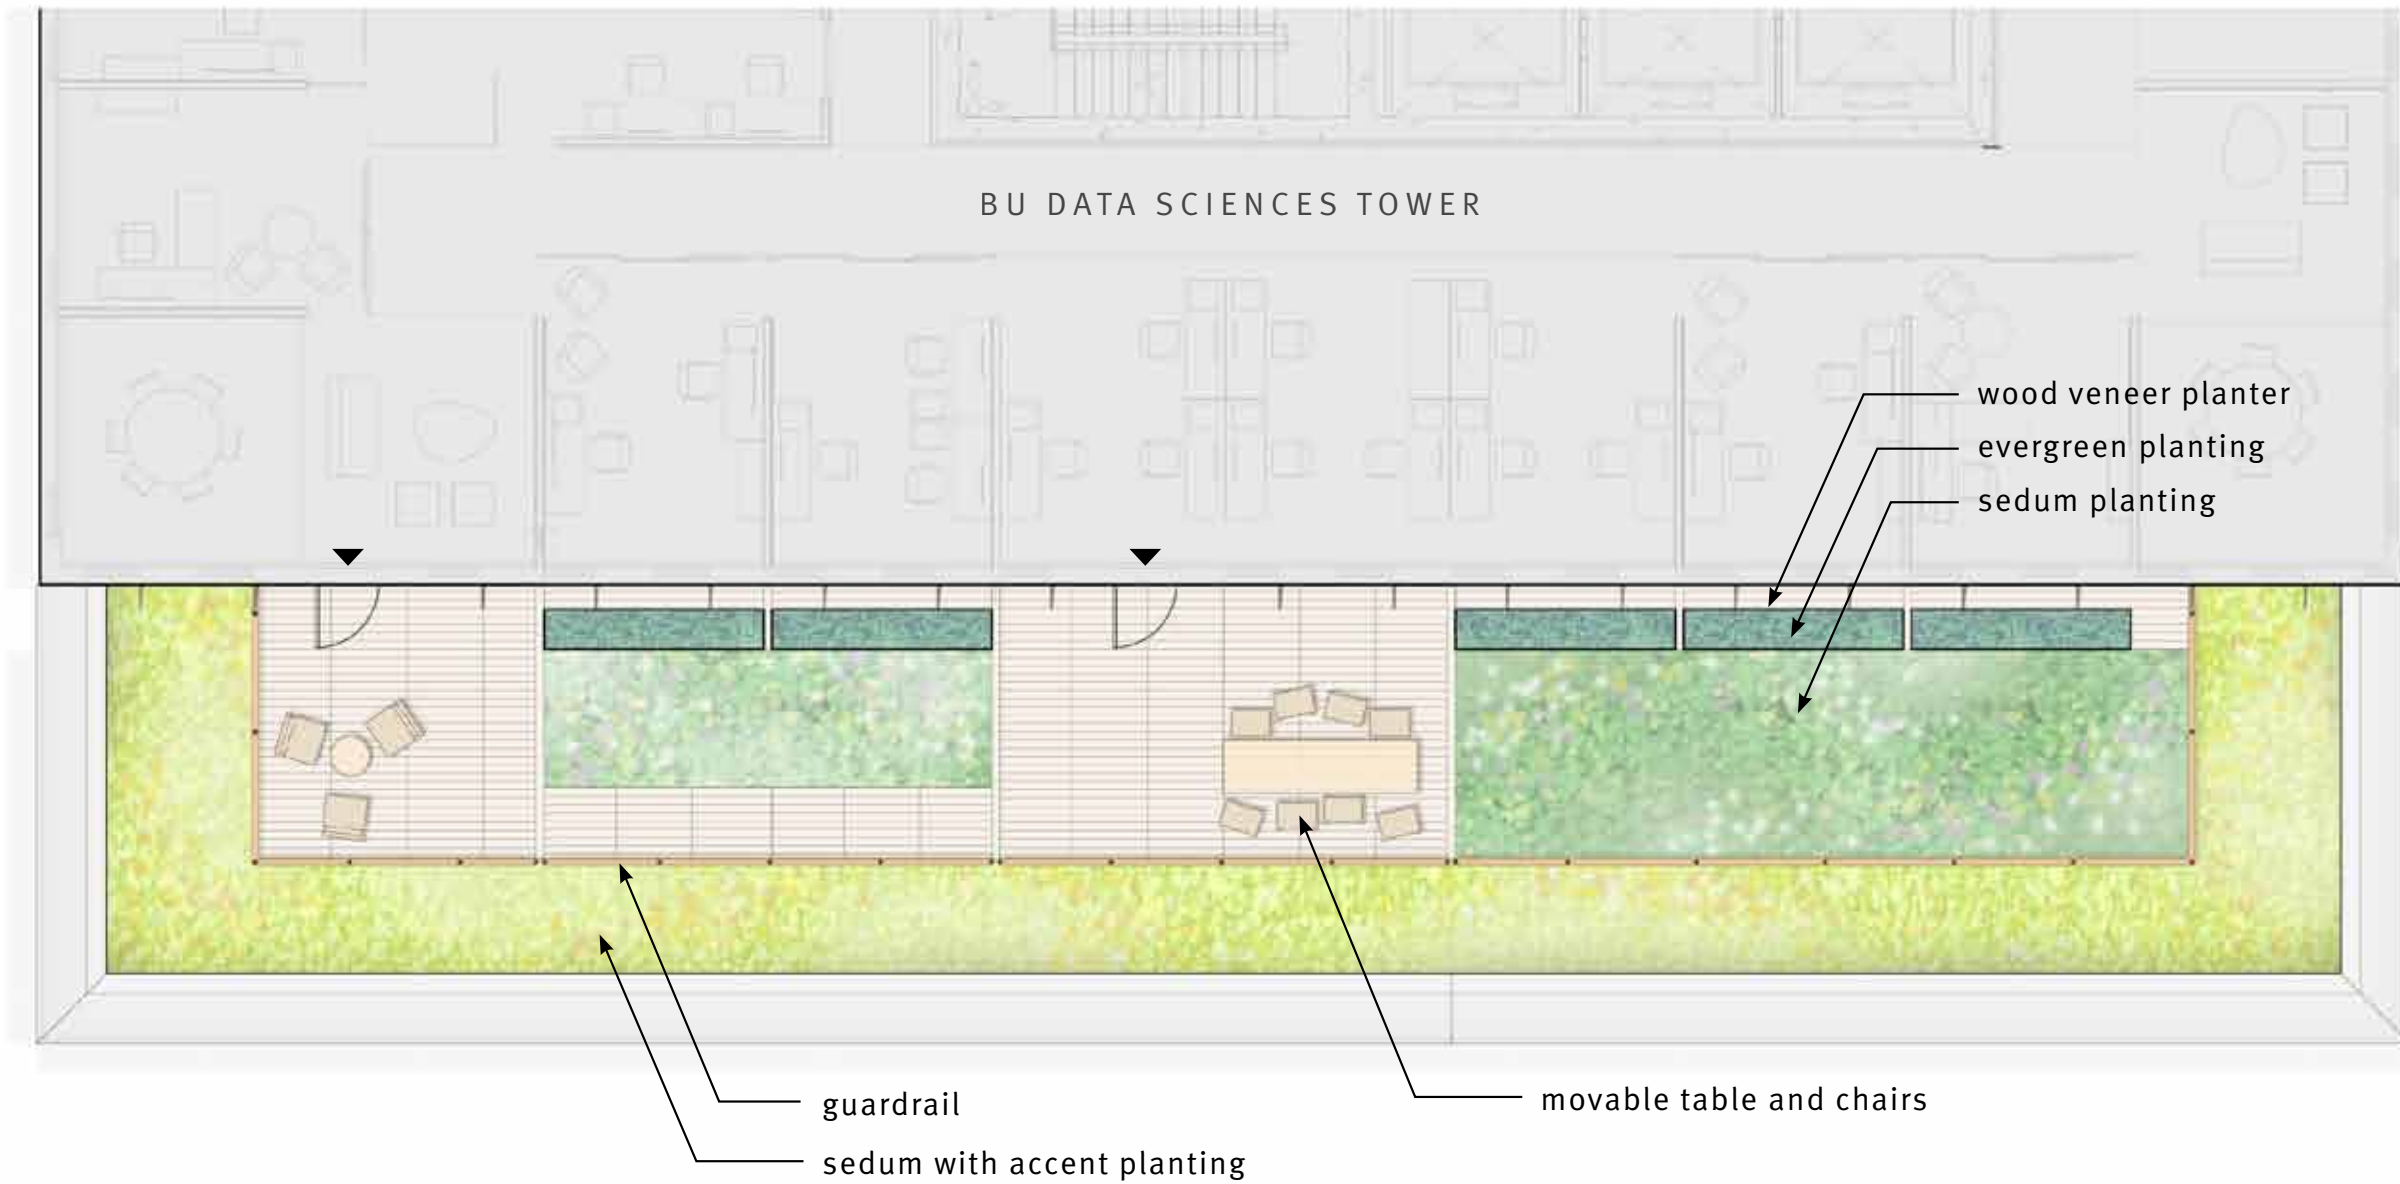 BU DATA SCIENCES TOWER
wood veneer planter
evergreen planting
sedum planting
guardrail
movable table and chairs
sedum with accent planting